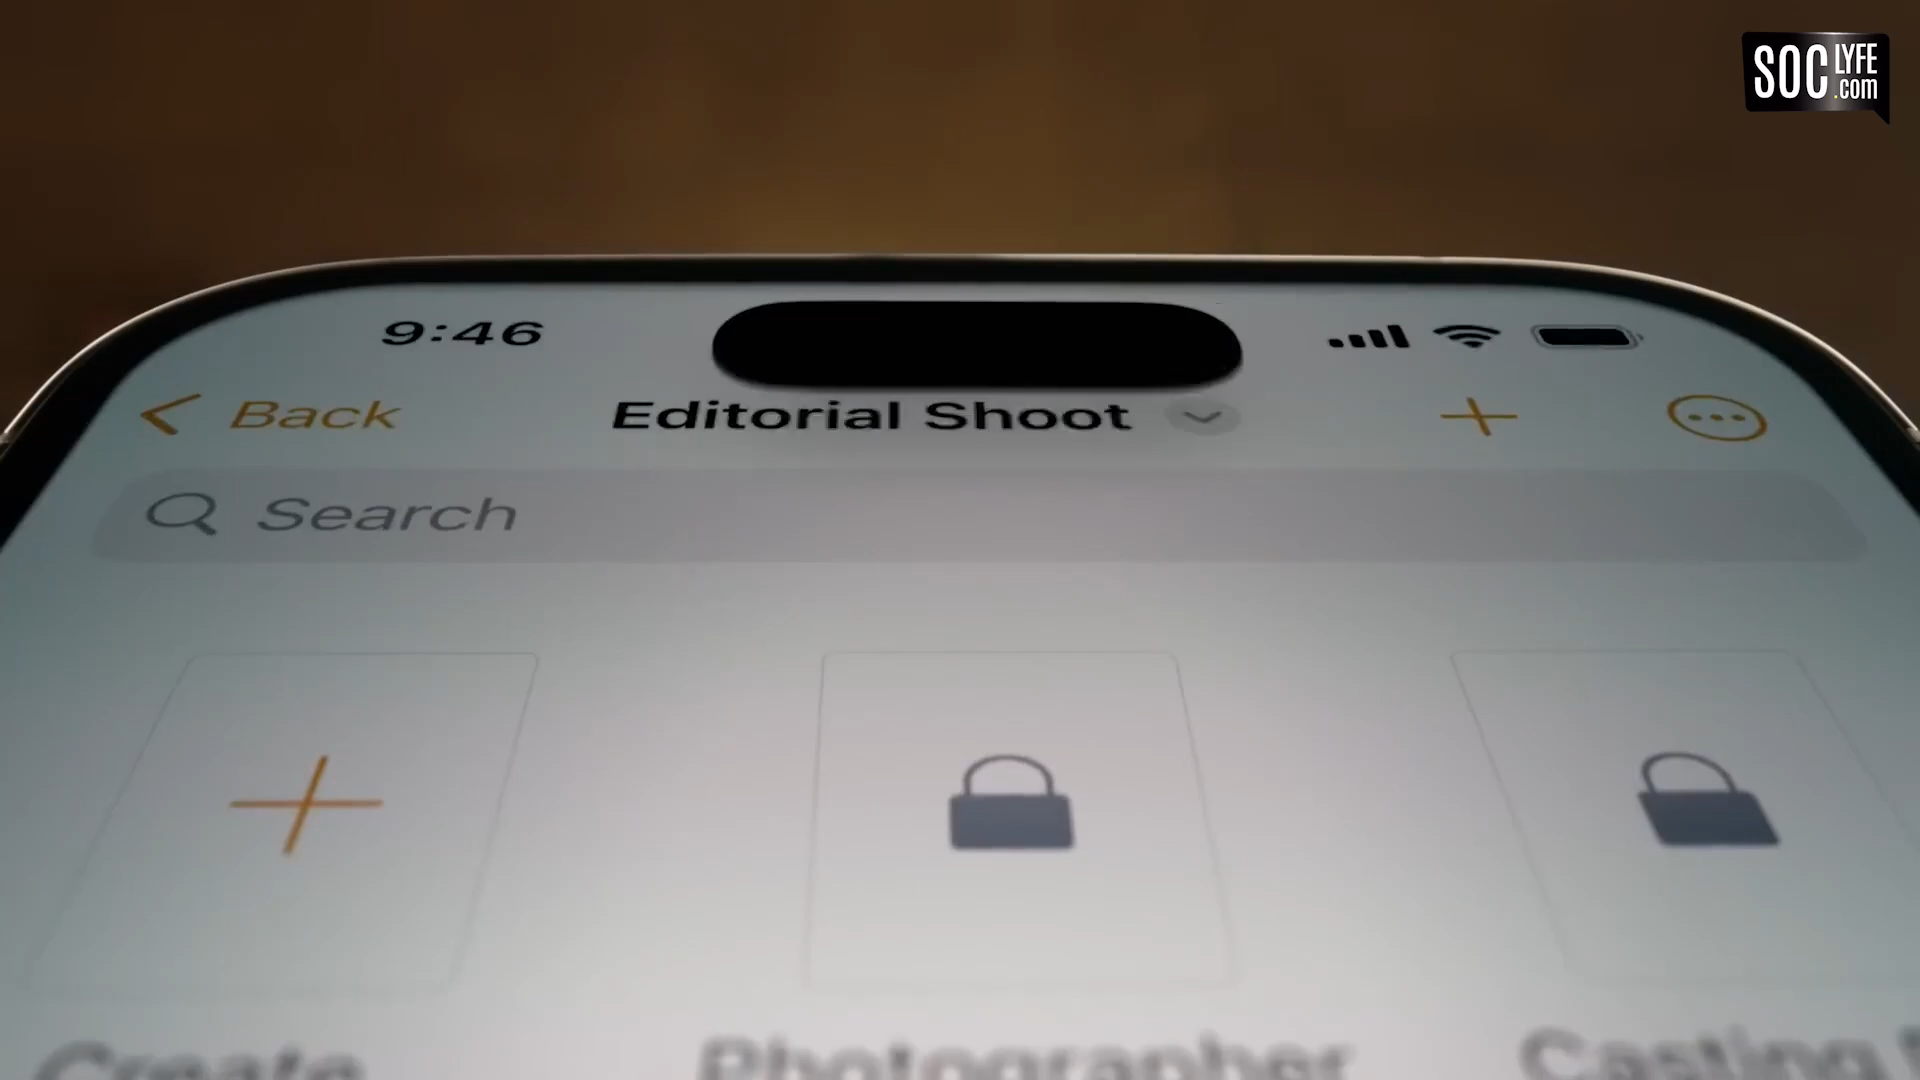 SOC LYFE
.com
9:46
Back
Editorial Shoot
Search
Create
Photographer
Casting